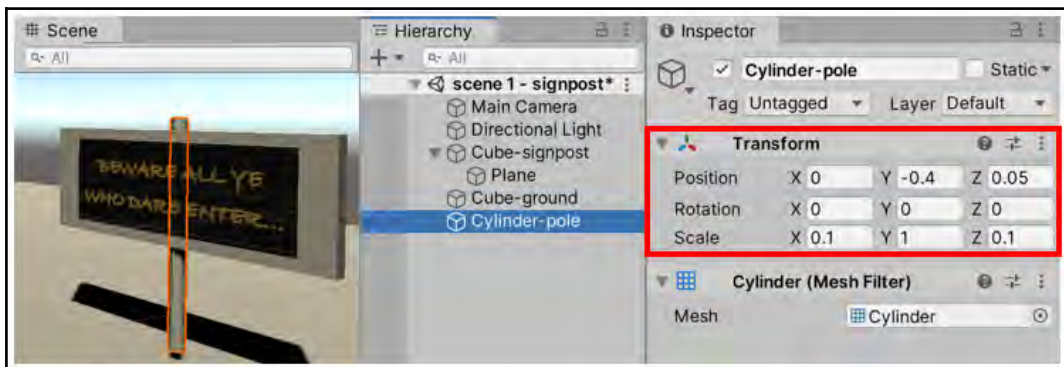 Scene
All
BEWARE ALL YE
WHO DARE ENTER...
Hierarchy
All
scene 1 - signpost*
Main Camera
Directional Light
Cube-signpost
Plane
Cube-ground
Cylinder-pole
Inspector
Cylinder-pole
Static
Tag Untagged Layer Default
Transform
Position X 0 Y -0.4 Z 0.05
Rotation X 0 Y 0 Z 0
Scale X 0.1 Y 1 Z 0.1
Cylinder (Mesh Filter)
Mesh Cylinder